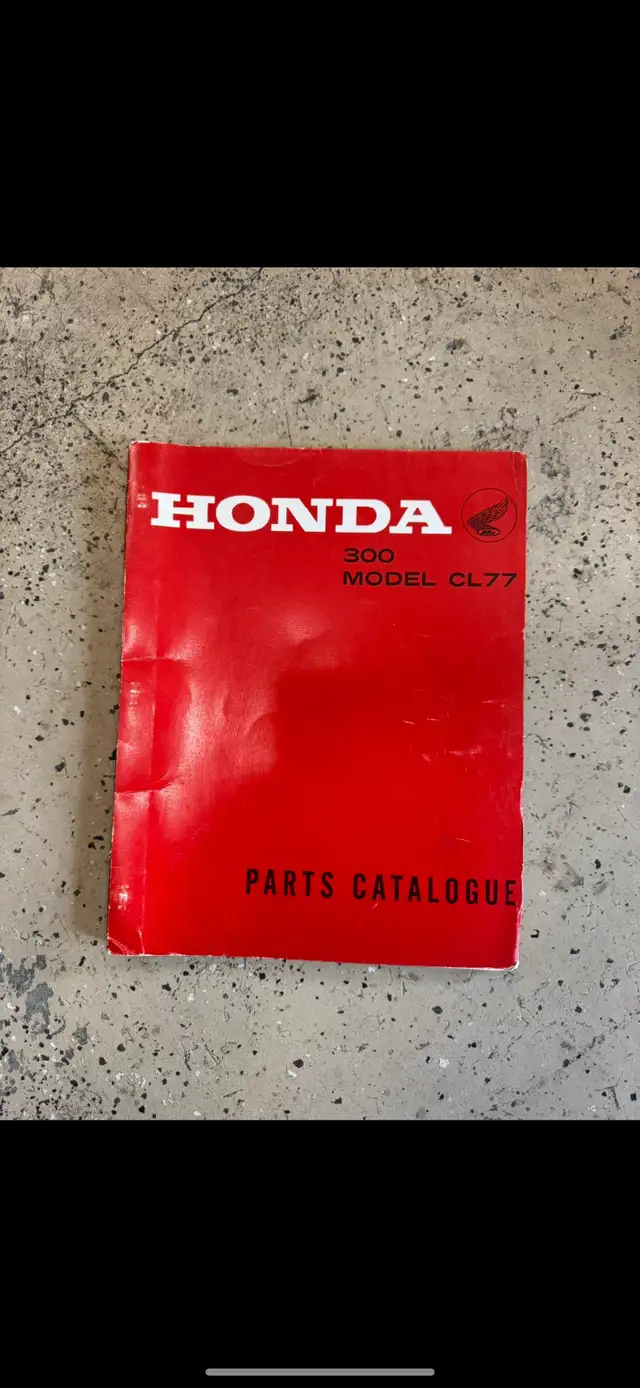 HONDA
300
MODEL CL77
PARTS CATALOGUE